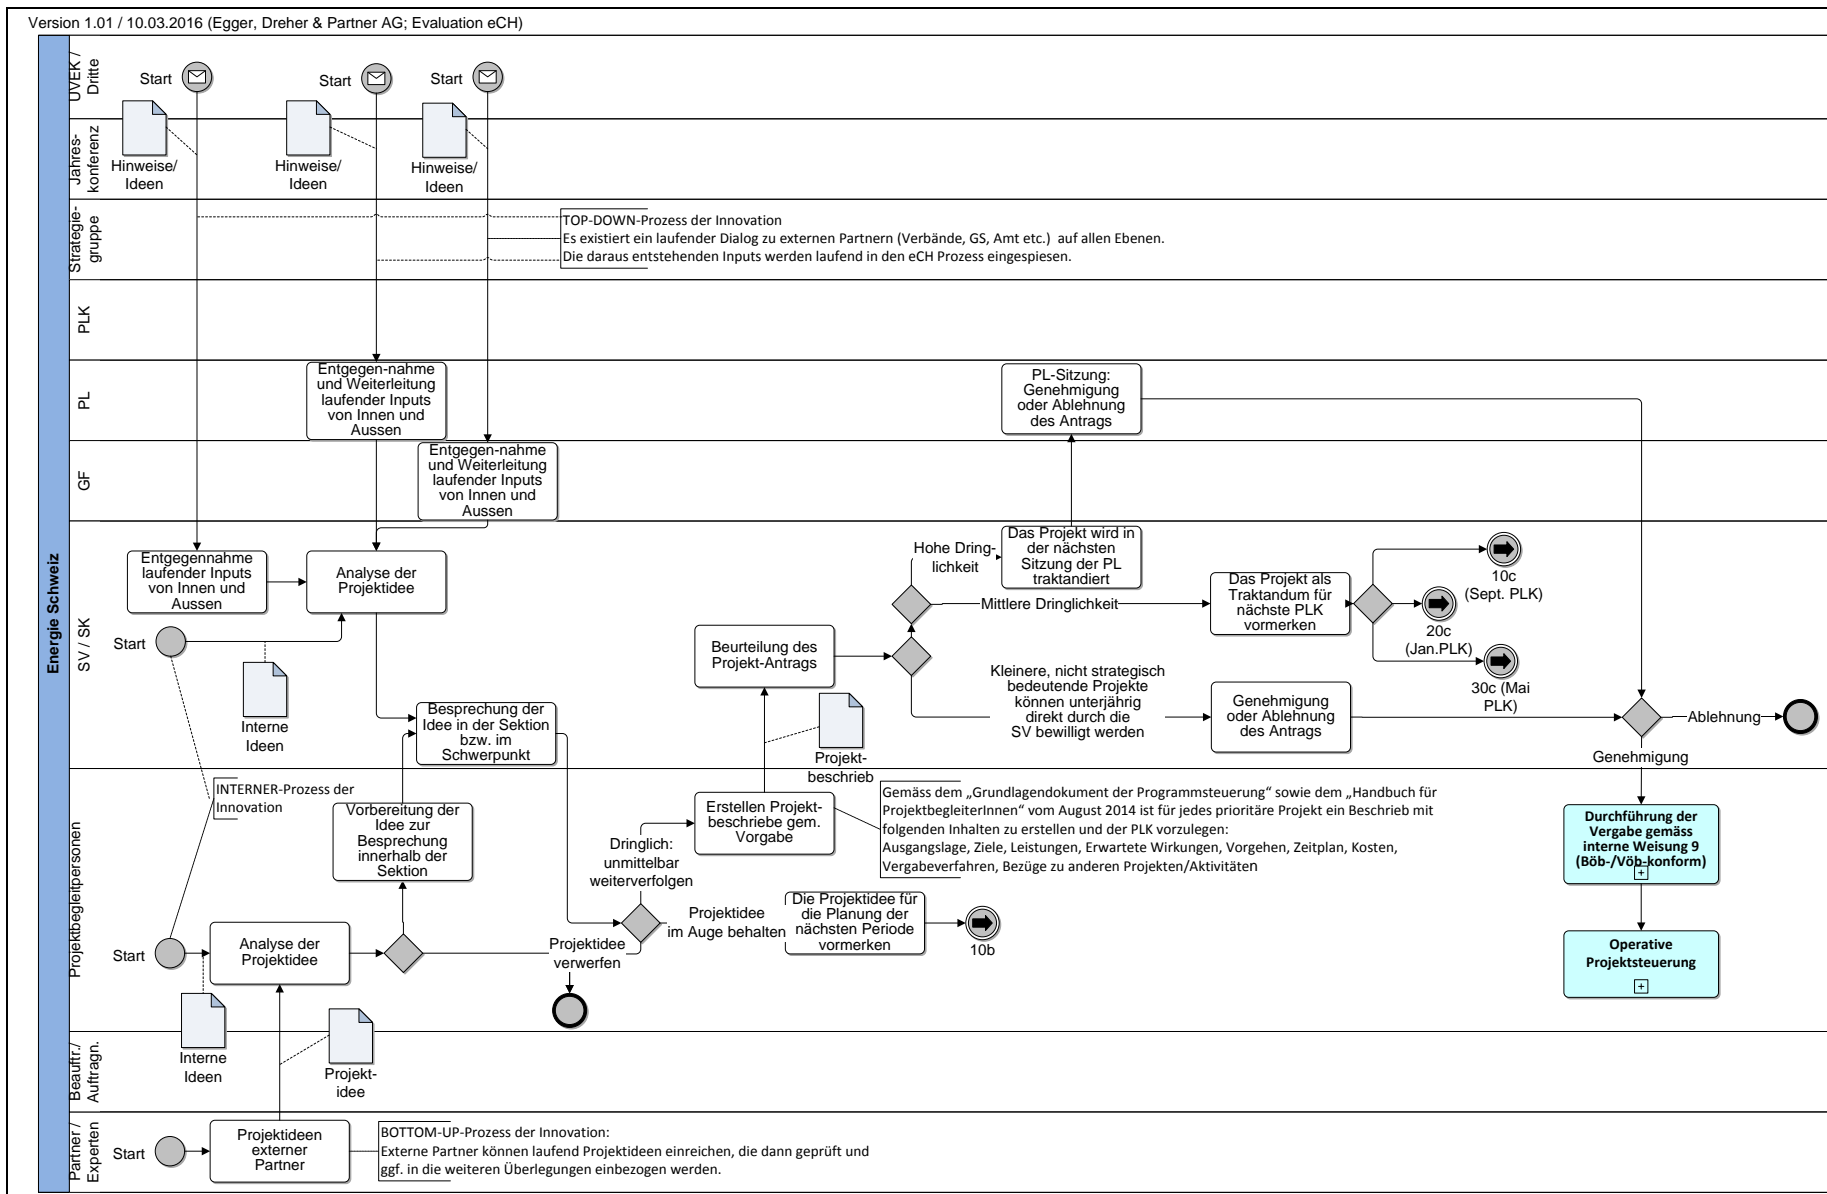 Version 1.01 / 10.03.2016 (Egger, Dreher & Partner AG; Evaluation eCH)
Energie Schweiz
UVEK /
Dritte
Start
Start
Start
Hinweise/
Ideen
Hinweise/
Ideen
Hinweise/
Ideen
Jahres-
konferenz
Strategie-
gruppe
TOP-DOWN-Prozess der Innovation
Es existiert ein laufender Dialog zu externen Partnern (Verbände, GS, Amt etc.)  auf allen Ebenen.
Die daraus entstehenden Inputs werden laufend in den eCH Prozess eingespiesen.
PLK
PL
Entgegen-nahme
und Weiterleitung
laufender Inputs
von Innen und
Aussen
PL-Sitzung:
Genehmigung
oder Ablehnung
des Antrags
GF
Entgegen-nahme
und Weiterleitung
laufender Inputs
von Innen und
Aussen
SV / SK
Entgegennahme
laufender Inputs
von Innen und
Aussen
Analyse der
Projektidee
Start
Interne
Ideen
Besprechung der
Idee in der Sektion
bzw. im
Schwerpunkt
Beurteilung des
Projekt-Antrags
Projekt-
beschrieb
Hohe Dring-
lichkeit
Das Projekt wird in
der nächsten
Sitzung der PL
traktandiert
Mittlere Dringlichkeit
Das Projekt als
Traktandum für
nächste PLK
vormerken
10c
(Sept. PLK)
20c
(Jan.PLK)
30c (Mai
PLK)
Kleinere, nicht strategisch
bedeutende Projekte
können unterjährig
direkt durch die
SV bewilligt werden
Genehmigung
oder Ablehnung
des Antrags
Ablehnung
Genehmigung
Projektbegleitpersonen
INTERNER-Prozess der
Innovation
Vorbereitung der
Idee zur
Besprechung
innerhalb der
Sektion
Start
Analyse der
Projektidee
Interne
Ideen
Dringlich:
unmittelbar
weiterverfolgen
Erstellen Projekt-
beschriebe gem.
Vorgabe
Gemäss dem „Grundlagendokument der Programmsteuerung“ sowie dem „Handbuch für
ProjektbegleiterInnen“ vom August 2014 ist für jedes prioritäre Projekt ein Beschrieb mit
folgenden Inhalten zu erstellen und der PLK vorzulegen:
Ausgangslage, Ziele, Leistungen, Erwartete Wirkungen, Vorgehen, Zeitplan, Kosten,
Vergabeverfahren, Bezüge zu anderen Projekten/Aktivitäten
Projektidee
im Auge behalten
Die Projektidee für
die Planung der
nächsten Periode
vormerken
10b
Projektidee
verwerfen
Durchführung der
Vergabe gemäss
interne Weisung 9
(Böb-/Vöb-konform)
Operative
Projektsteuerung
Beauftr./
Auftragn.
Projekt-
idee
Partner /
Experten
Start
Projektideen
externer
Partner
BOTTOM-UP-Prozess der Innovation:
Externe Partner können laufend Projektideen einreichen, die dann geprüft und
ggf. in die weiteren Überlegungen einbezogen werden.